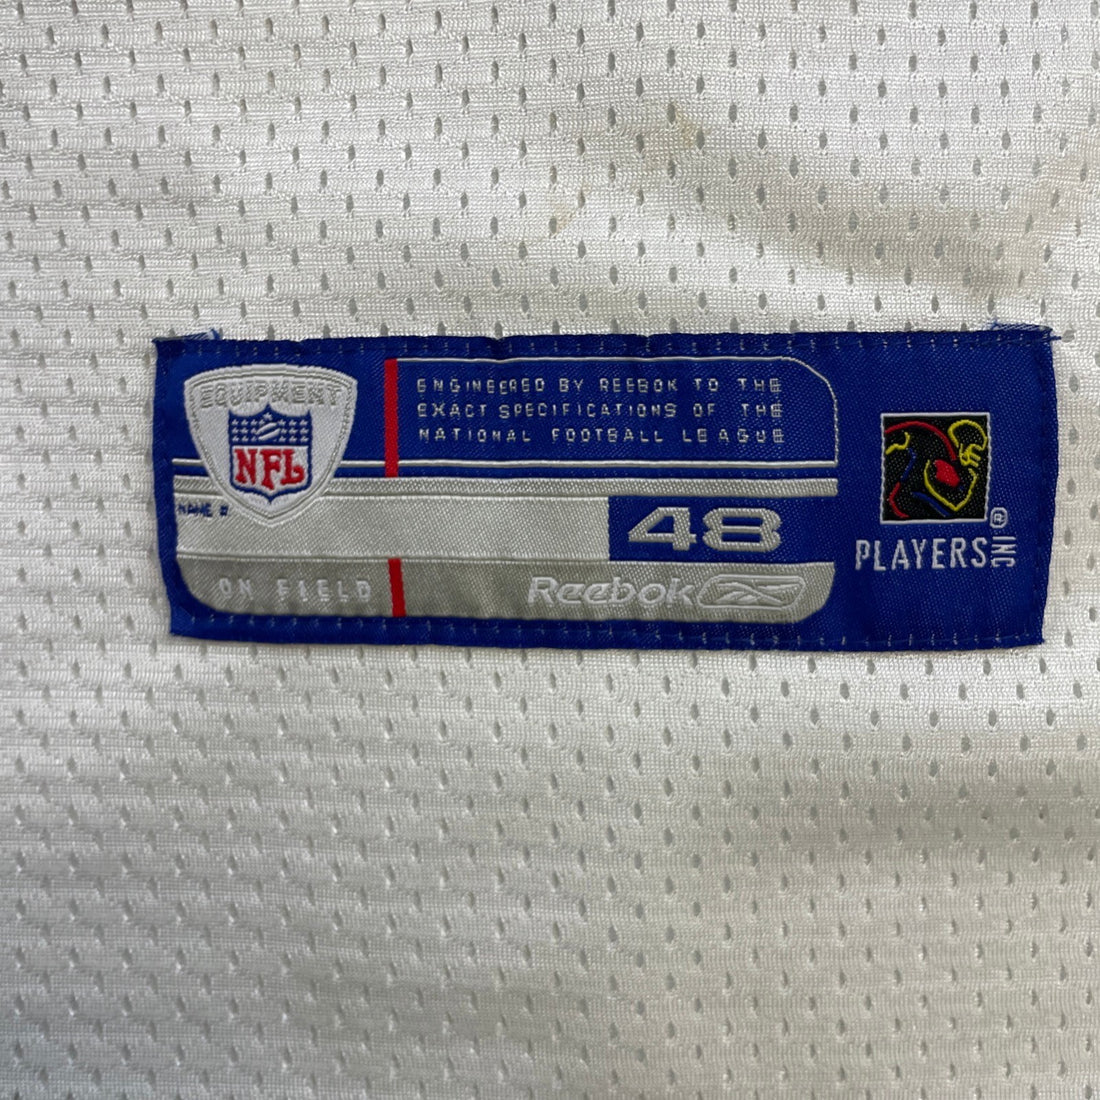 EQUIPMENT
NFL
ENGINEERED BY REEBOK TO THE
EXACT SPECIFICATIONS OF THE
NATIONAL FOOTBALL LEAGUE
NAME #
48
ON FIELD
Reebok
PLAYERS INC ®